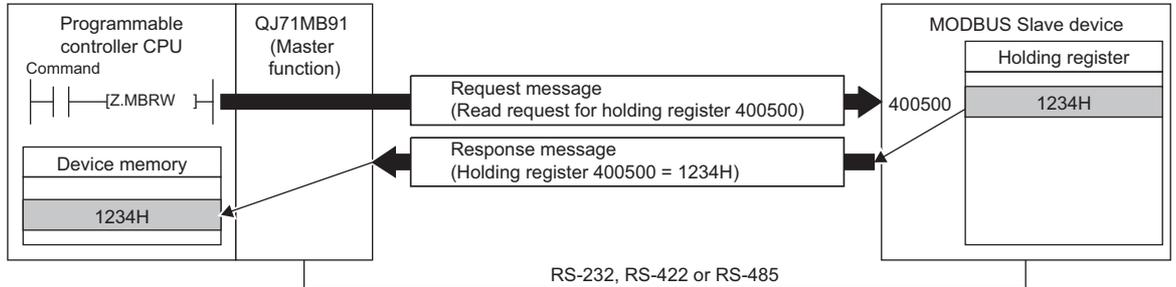 Programmable
controller CPU
Command
[Z.MBRW ]
Device memory
1234H
QJ71MB91
(Master
function)
Request message
(Read request for holding register 400500)
Response message
(Holding register 400500 = 1234H)
MODBUS Slave device
Holding register
400500
1234H
RS-232, RS-422 or RS-485